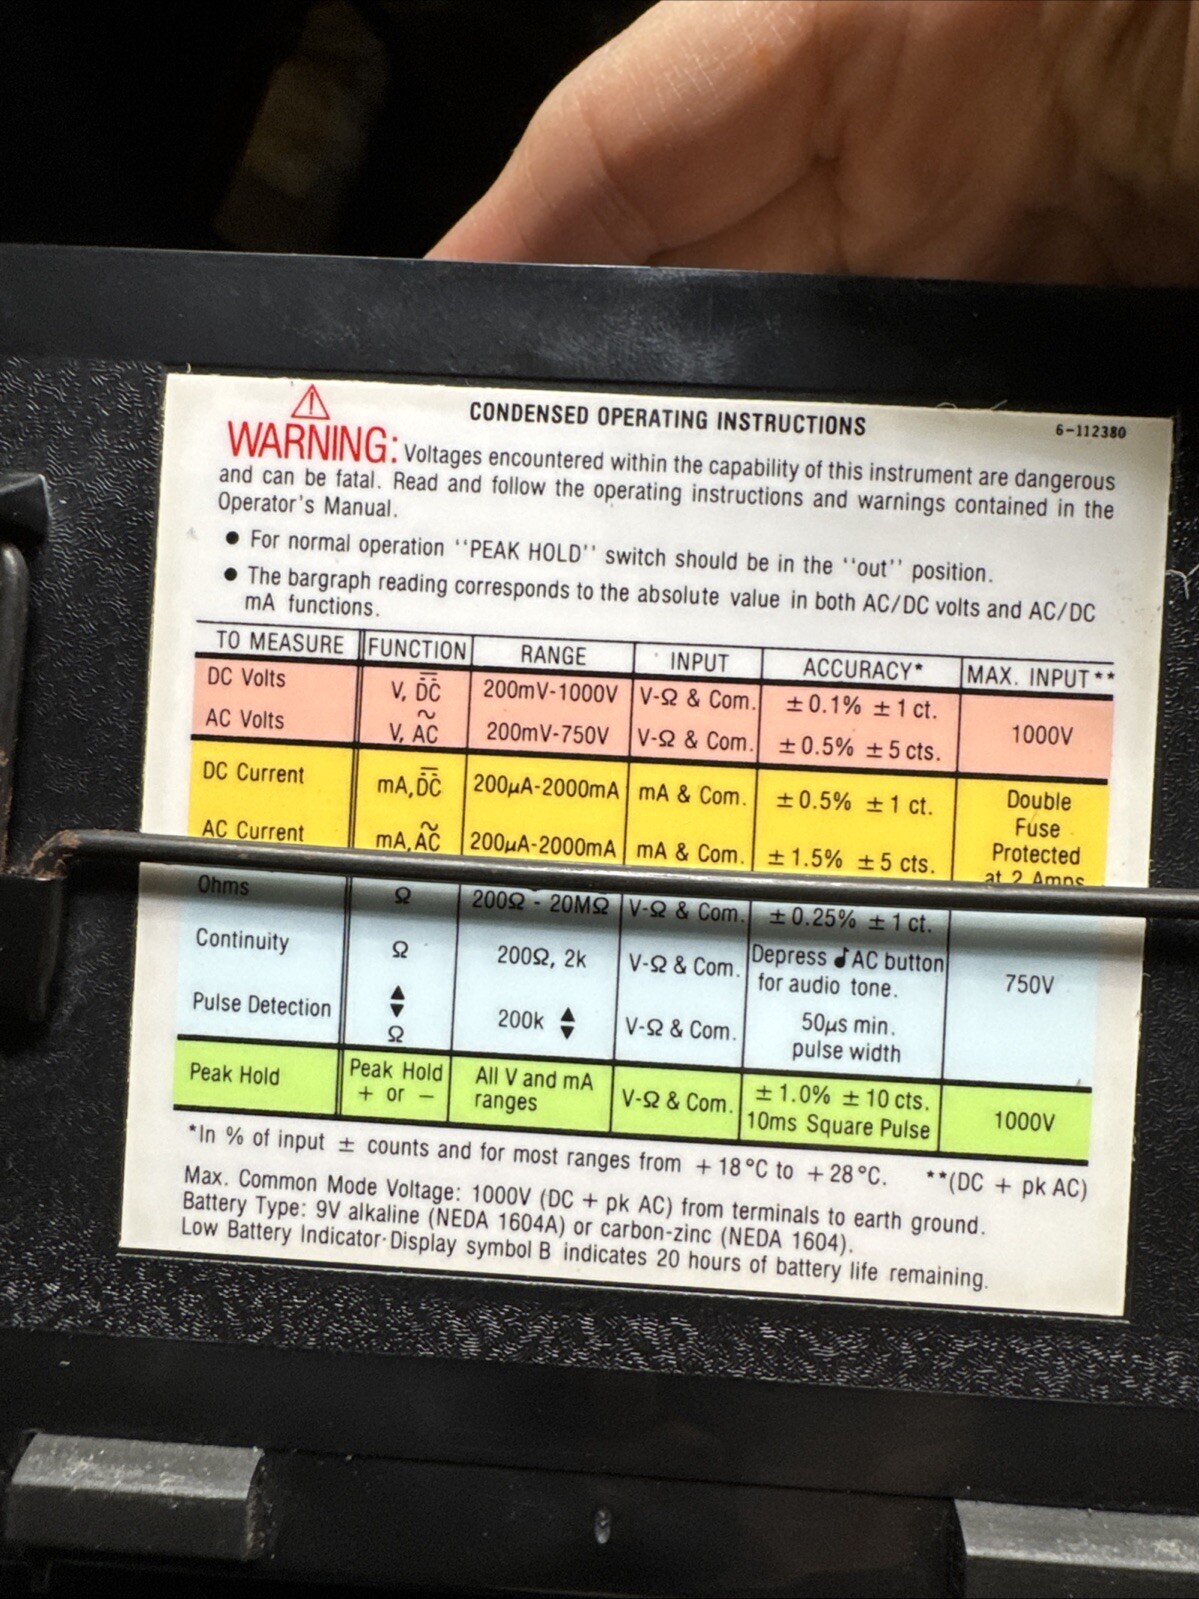 CONDENSED OPERATING INSTRUCTIONS
6-112380
WARNING: Voltages encountered within the capability of this instrument are dangerous
and can be fatal. Read and follow the operating instructions and warnings contained in the
Operator's Manual.
● For normal operation ''PEAK HOLD'' switch should be in the ''out'' position.
● The bargraph reading corresponds to the absolute value in both AC/DC volts and AC/DC
mA functions.
TO MEASURE FUNCTION RANGE INPUT ACCURACY* MAX. INPUT**
DC Volts V, DC 200mV-1000V V-Ω & Com. ± 0.1% ± 1 ct.
AC Volts V, AC 200mV-750V V-Ω & Com. ± 0.5% ± 5 cts. 1000V
DC Current mA, DC 200µA-2000mA mA & Com. ± 0.5% ± 1 ct. Double
Fuse
AC Current mA, AC 200µA-2000mA mA & Com. ± 1.5% ± 5 cts. Protected
at 2 Amps
Ohms Ω 200Ω - 20MΩ V-Ω & Com. ± 0.25% ± 1 ct.
Continuity Ω 200Ω, 2k V-Ω & Com. Depress ♪ AC button
for audio tone. 750V
Pulse Detection ▲▼ Ω 200k ▲▼ V-Ω & Com. 50µs min.
pulse width
Peak Hold Peak Hold All V and mA V-Ω & Com. ± 1.0% ± 10 cts. 1000V
+ or − ranges 10ms Square Pulse
*In % of input ± counts and for most ranges from +18°C to +28°C. **(DC + pk AC)
Max. Common Mode Voltage: 1000V (DC + pk AC) from terminals to earth ground.
Battery Type: 9V alkaline (NEDA 1604A) or carbon-zinc (NEDA 1604).
Low Battery Indicator·Display symbol B indicates 20 hours of battery life remaining.